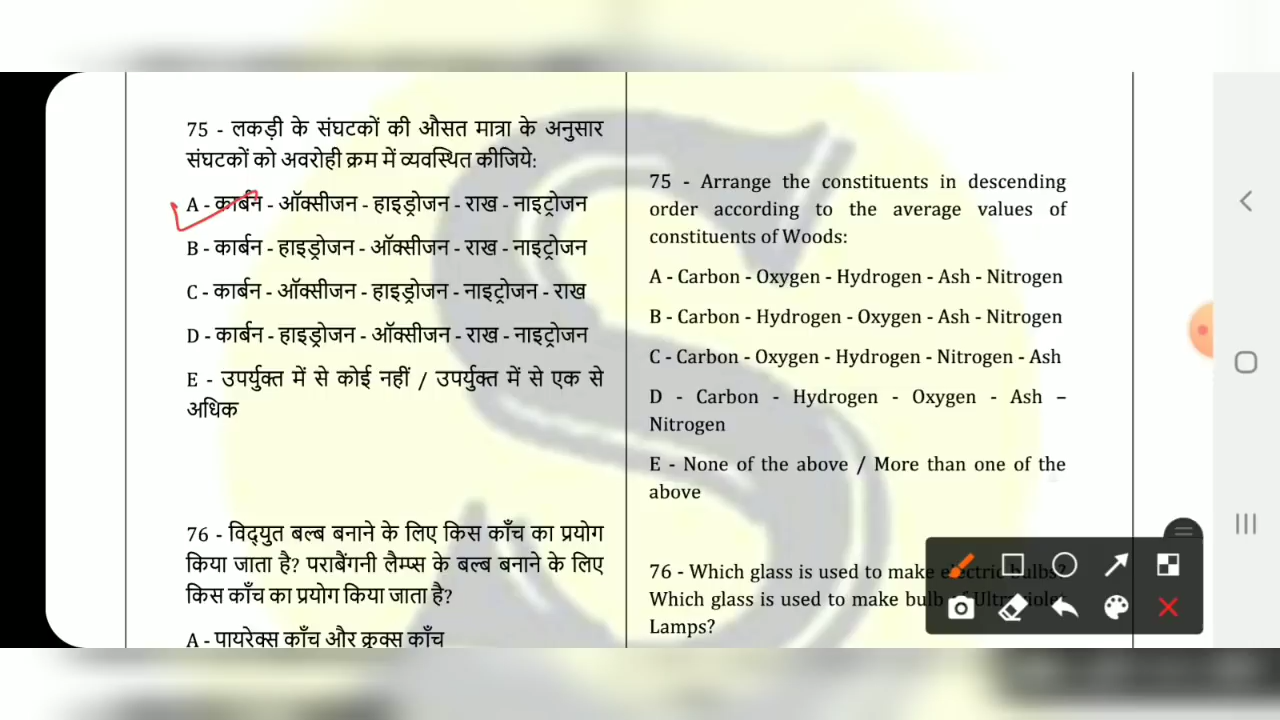 75 - लकड़ी के संघटकों की औसत मात्रा के अनुसार
संघटकों को अवरोही क्रम में व्यवस्थित कीजिये:
A - कार्बन - ऑक्सीजन - हाइड्रोजन - राख - नाइट्रोजन
B - कार्बन - हाइड्रोजन - ऑक्सीजन - राख - नाइट्रोजन
C - कार्बन - ऑक्सीजन - हाइड्रोजन - नाइट्रोजन - राख
D - कार्बन - हाइड्रोजन - ऑक्सीजन - राख - नाइट्रोजन
E - उपर्युक्त में से कोई नहीं / उपर्युक्त में से एक से
अधिक
76 - विद्युत बल्ब बनाने के लिए किस काँच का प्रयोग
किया जाता है? पराबैंगनी लैम्प्स के बल्ब बनाने के लिए
किस काँच का प्रयोग किया जाता है?
A - पायरेक्स काँच और क्रूक्स काँच
75 - Arrange the constituents in descending
order according to the average values of
constituents of Woods:
A - Carbon - Oxygen - Hydrogen - Ash - Nitrogen
B - Carbon - Hydrogen - Oxygen - Ash - Nitrogen
C - Carbon - Oxygen - Hydrogen - Nitrogen - Ash
D - Carbon - Hydrogen - Oxygen - Ash –
Nitrogen
E - None of the above / More than one of the
above
76 - Which glass is used to make electric bulbs?
Which glass is used to make bulb of Ultraviolet
Lamps?